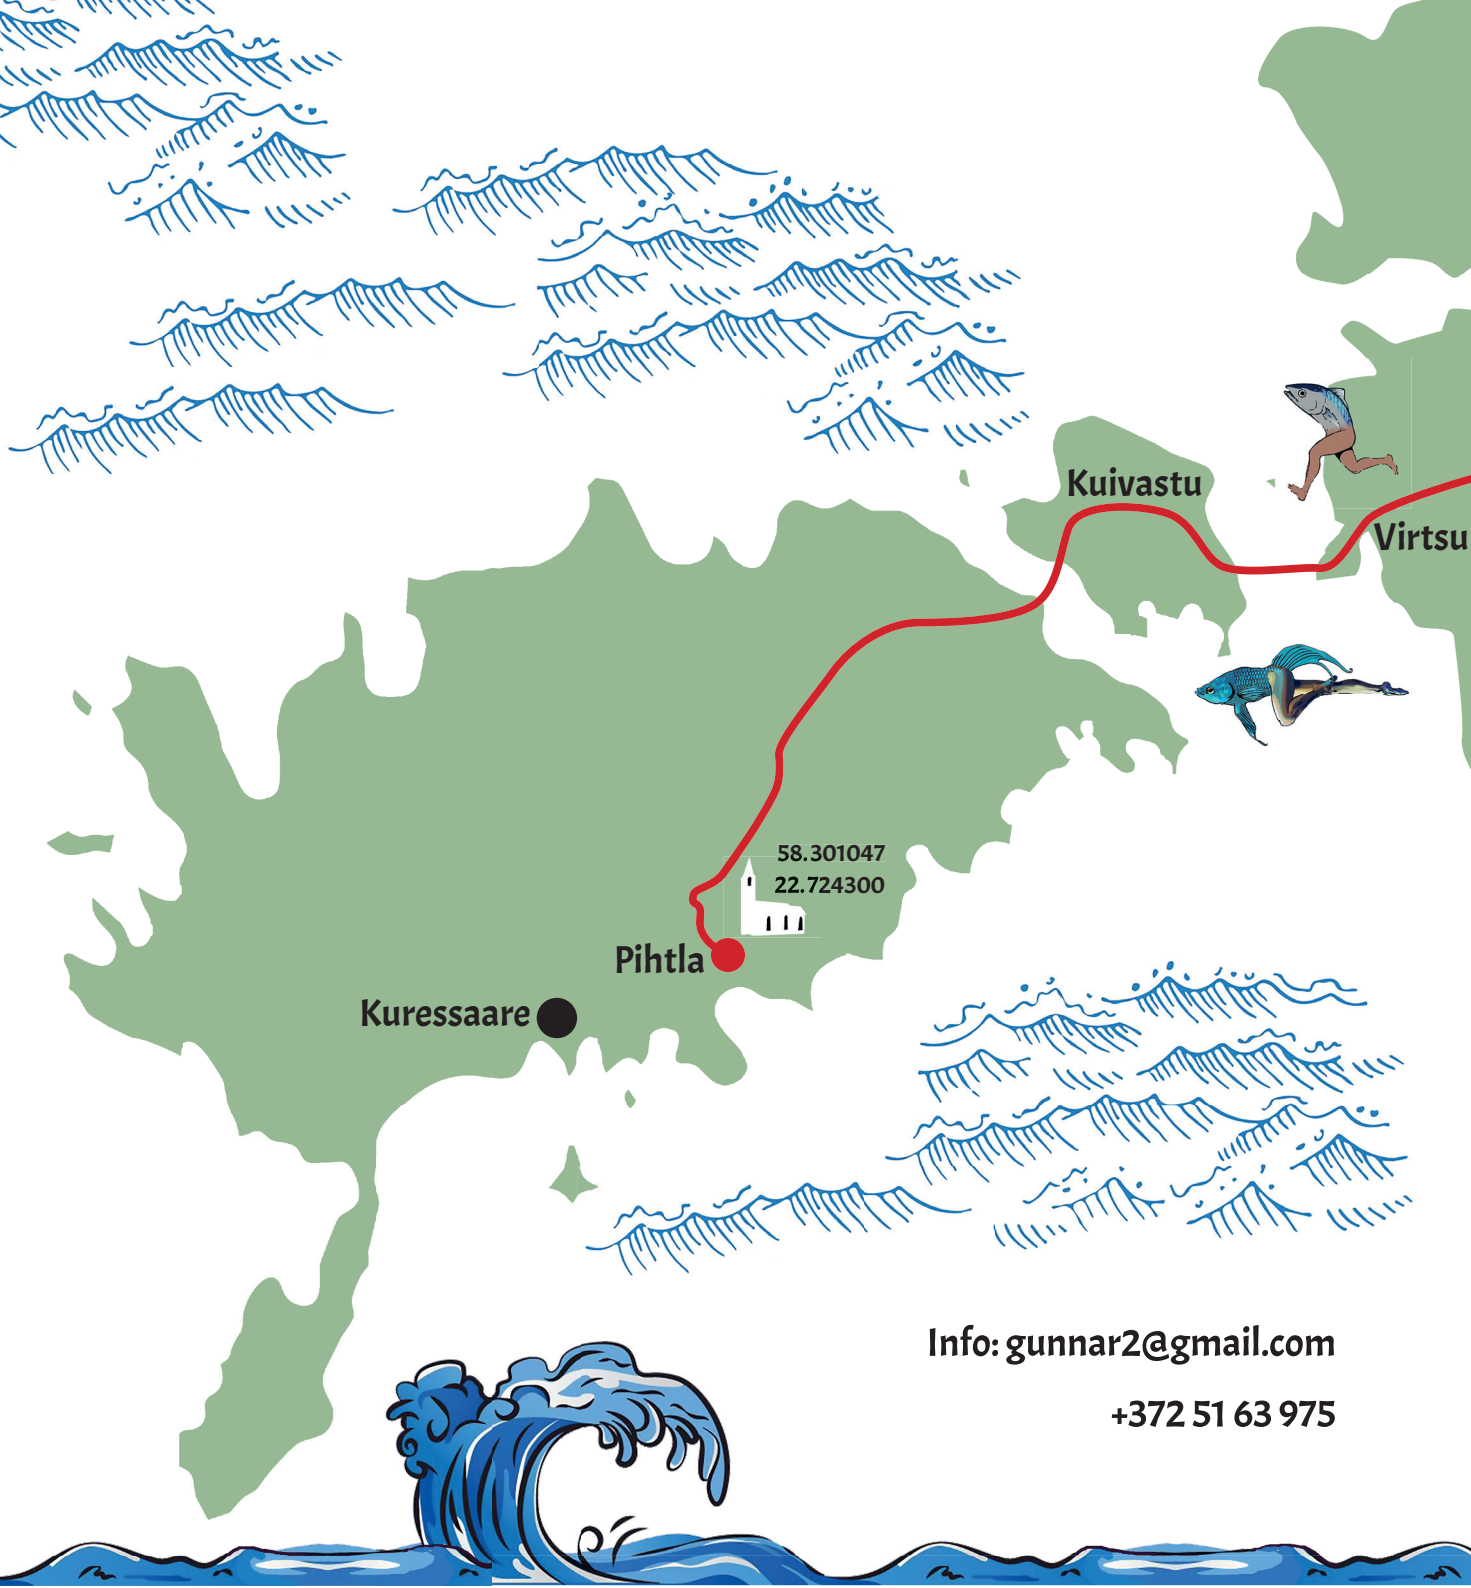 Kuivastu
Virtsu
58.301047
22.724300
Pihtla
Kuressaare
Info: gunnar2@gmail.com
+372 51 63 975